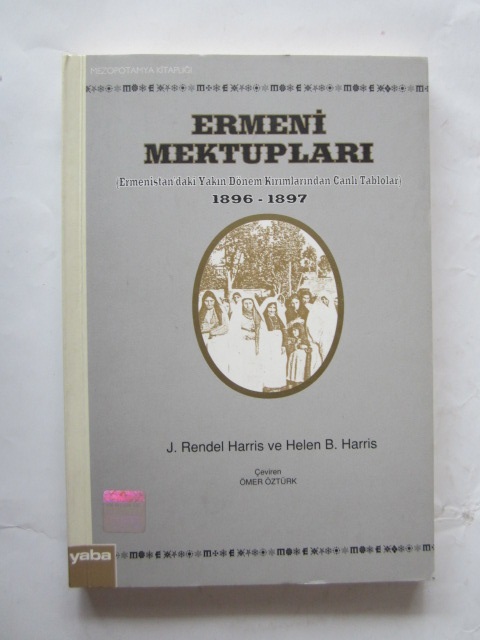 MEZOPOTAMYA KİTAPLIĞI
ERMENİ
MEKTUPLARI
(Ermenistan'daki Yakın Dönem Kırımlarından Canlı Tablolar)
1896 - 1897
J. Rendel Harris ve Helen B. Harris
Çeviren
ÖMER ÖZTÜRK
yaba